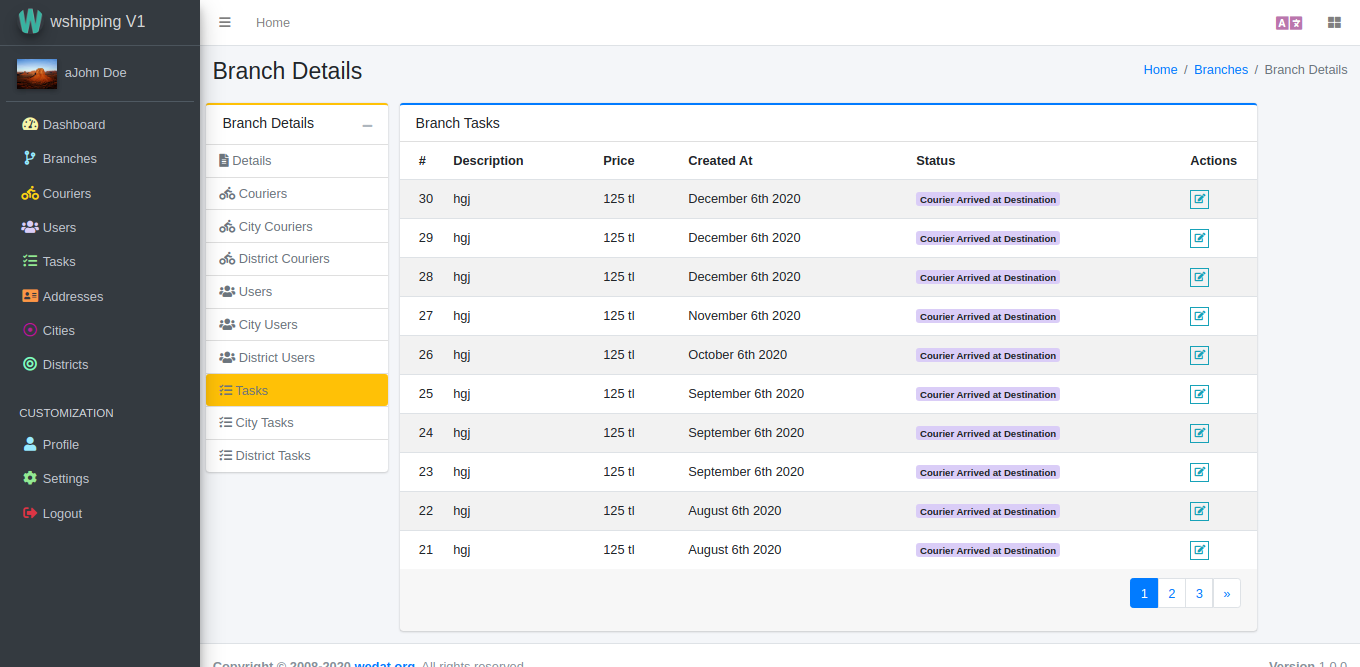 wshipping V1
Home
aJohn Doe
Dashboard
Branches
Couriers
Users
Tasks
Addresses
Cities
Districts
CUSTOMIZATION
Profile
Settings
Logout
Branch Details
Home / Branches / Branch Details
Branch Details
Details
Couriers
City Couriers
District Couriers
Users
City Users
District Users
Tasks
City Tasks
District Tasks
Branch Tasks
# Description Price Created At Status Actions
30 hgj 125 tl December 6th 2020 Courier Arrived at Destination
29 hgj 125 tl December 6th 2020 Courier Arrived at Destination
28 hgj 125 tl December 6th 2020 Courier Arrived at Destination
27 hgj 125 tl November 6th 2020 Courier Arrived at Destination
26 hgj 125 tl October 6th 2020 Courier Arrived at Destination
25 hgj 125 tl September 6th 2020 Courier Arrived at Destination
24 hgj 125 tl September 6th 2020 Courier Arrived at Destination
23 hgj 125 tl September 6th 2020 Courier Arrived at Destination
22 hgj 125 tl August 6th 2020 Courier Arrived at Destination
21 hgj 125 tl August 6th 2020 Courier Arrived at Destination
1 2 3 »
Copyright © 2008-2020 wedat.org. All rights reserved.
Version 1.0.0